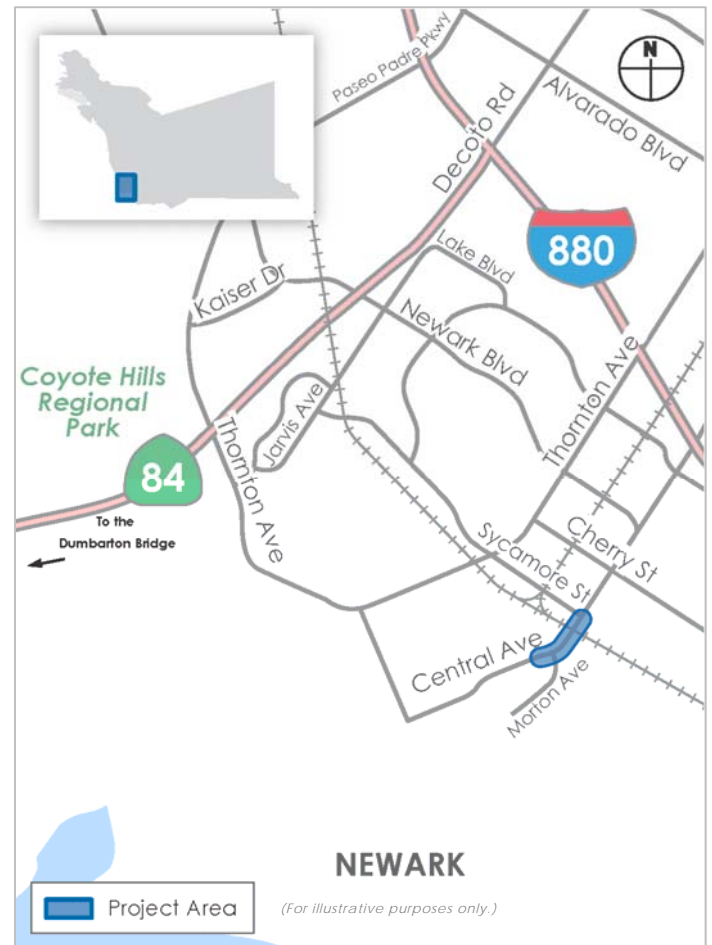 Paseo Padre Pkwy
N
Alvarado Blvd
Decoto Rd
880
Lake Blvd
Kaiser Dr
Newark Blvd
Coyote Hills
Regional
Park
Thornton Ave
Jarvis Ave
84
Thornton Ave
To the
Dumbarton Bridge
Sycamore St
Cherry St
Central Ave
Morton Ave
NEWARK
Project Area
(For illustrative purposes only.)